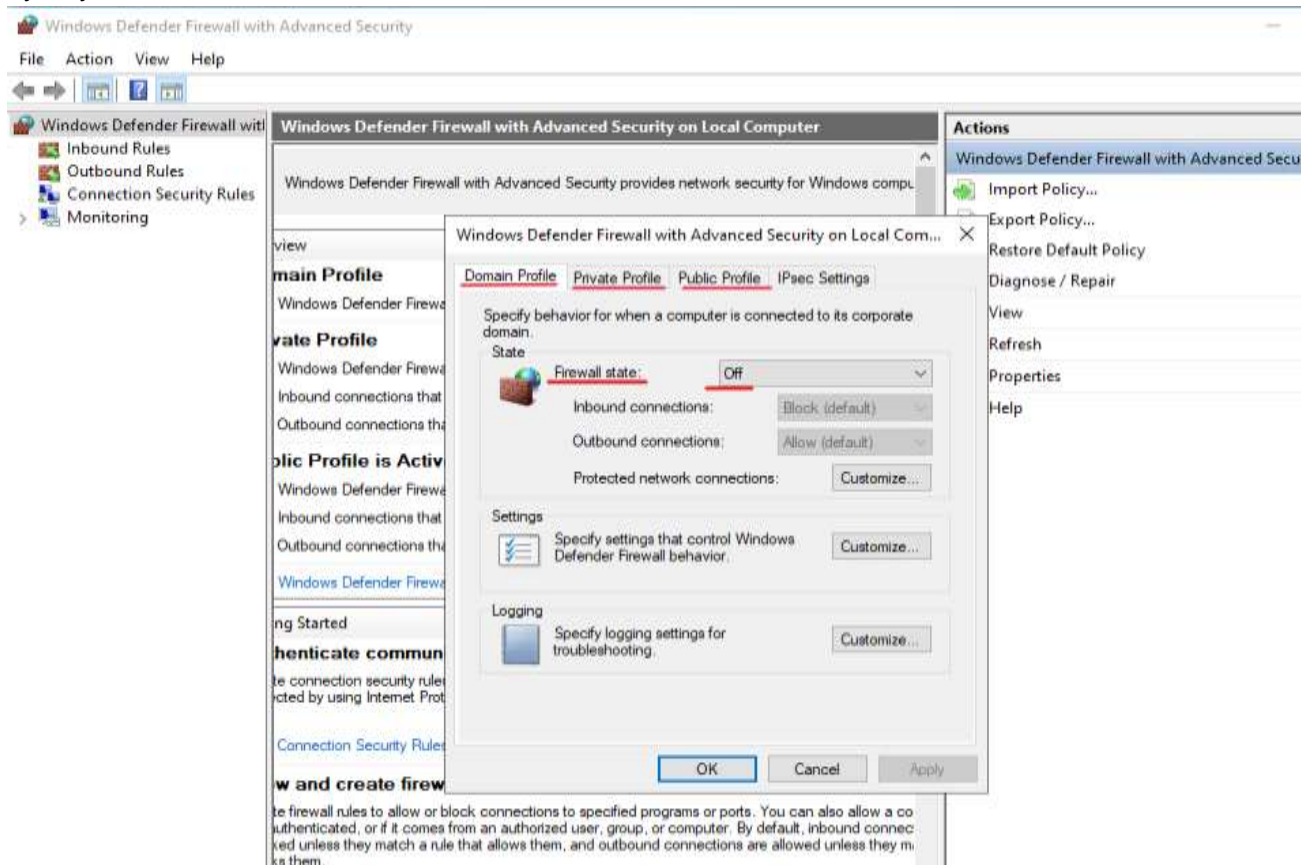 Windows Defender Firewall with Advanced Security
File Action View Help
Windows Defender Firewall with
Inbound Rules
Outbound Rules
Connection Security Rules
Monitoring
Windows Defender Firewall with Advanced Security on Local Computer
Windows Defender Firewall with Advanced Security provides network security for Windows compu
view
main Profile
Windows Defender Firewa
vate Profile
Windows Defender Firewa
Inbound connections that
Outbound connections tha
blic Profile is Activ
Windows Defender Firewa
Inbound connections that
Outbound connections tha
Windows Defender Firewa
ng Started
henticate commun
te connection security rules
cted by using Internet Prot
Connection Security Rules
w and create firew
te firewall rules to allow or block connections to specified programs or ports. You can also allow a co
uthenticated, or if it comes from an authorized user, group, or computer. By default, inbound connec
ked unless they match a rule that allows them, and outbound connections are allowed unless they m
ks them.
Windows Defender Firewall with Advanced Security on Local Com...
Domain Profile Private Profile Public Profile IPsec Settings
Specify behavior for when a computer is connected to its corporate
domain.
State
Firewall state: Off
Inbound connections: Block (default)
Outbound connections: Allow (default)
Protected network connections: Customize...
Settings
Specify settings that control Windows
Defender Firewall behavior.
Customize...
Logging
Specify logging settings for
troubleshooting.
Customize...
OK Cancel Apply
Actions
Windows Defender Firewall with Advanced Secu
Import Policy...
Export Policy...
Restore Default Policy
Diagnose / Repair
View
Refresh
Properties
Help